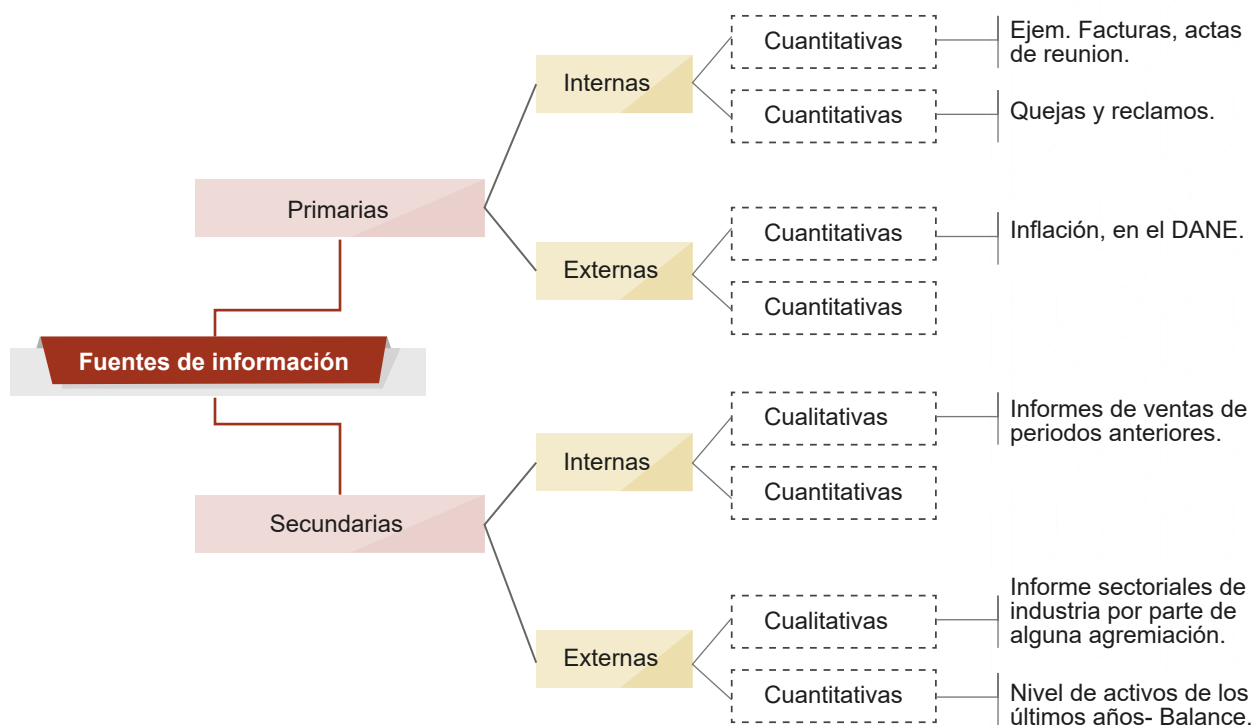 Fuentes de información
Primarias
Internas
Cuantitativas
Ejem. Facturas, actas
de reunion.
Cuantitativas
Quejas y reclamos.
Externas
Cuantitativas
Inflación, en el DANE.
Cuantitativas
Secundarias
Internas
Cualitativas
Informes de ventas de
periodos anteriores.
Cuantitativas
Externas
Cualitativas
Informe sectoriales de
industria por parte de
alguna agremiación.
Cuantitativas
Nivel de activos de los
últimos años- Balance.